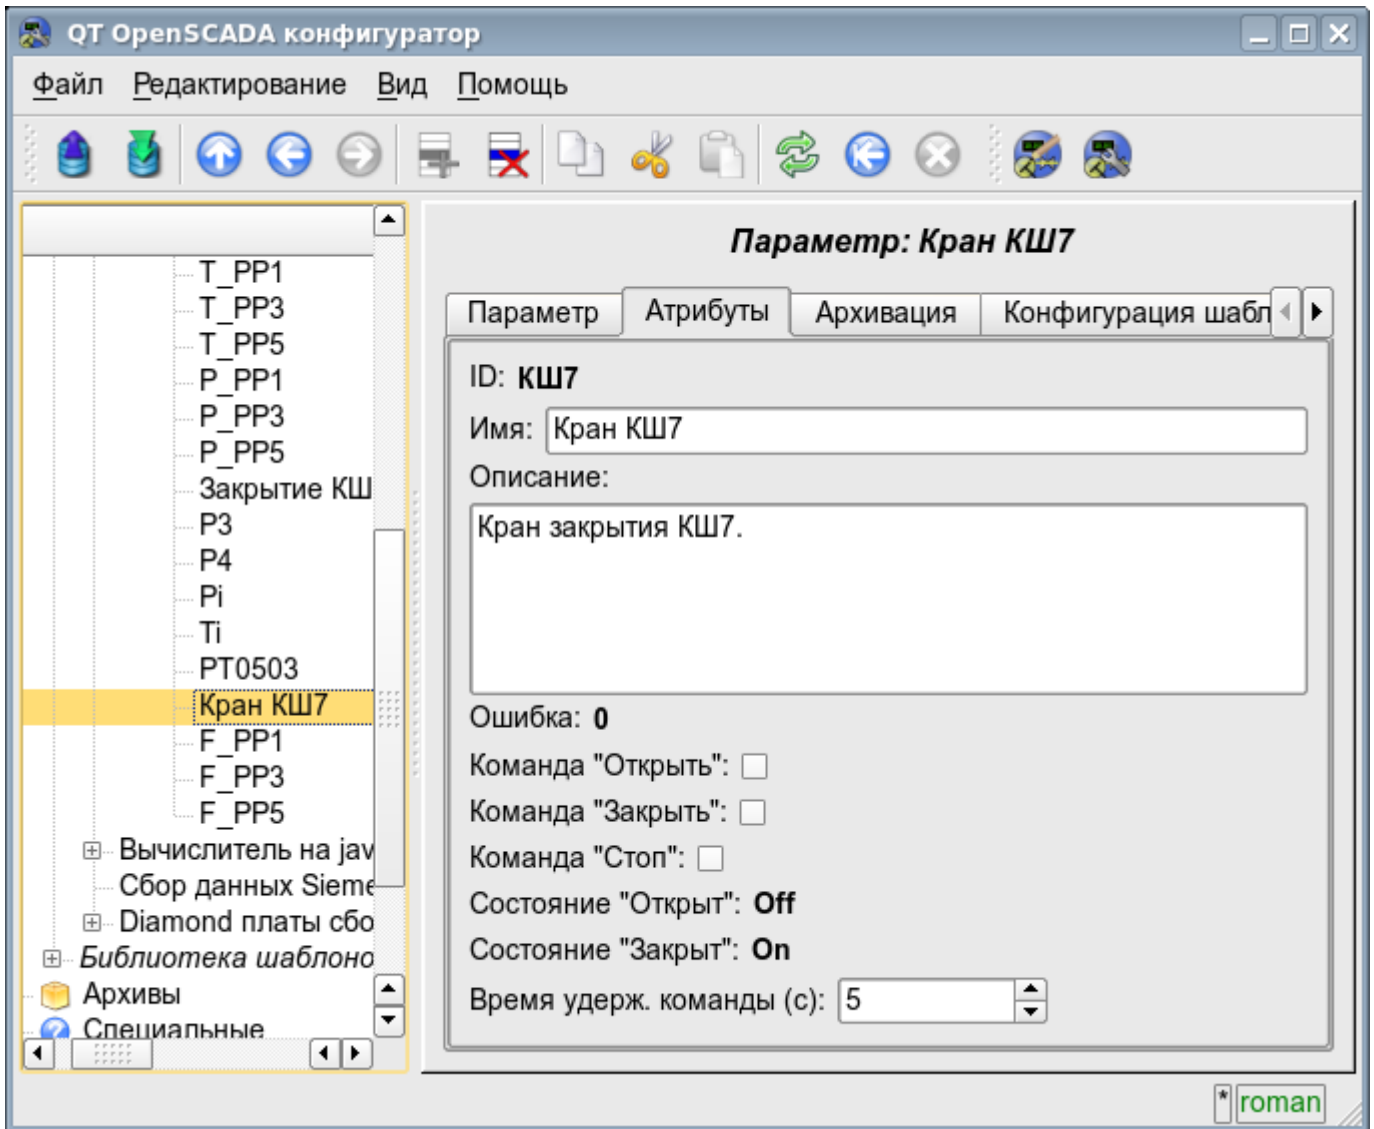 QT OpenSCADA конфигуратор
Файл Редактирование Вид Помощь
T_PP1
T_PP3
T_PP5
P_PP1
P_PP3
P_PP5
Закрытие КШ
P3
P4
Pi
Ti
PT0503
Кран КШ7
F_PP1
F_PP3
F_PP5
Вычислитель на jav
Сбор данных Sieme
Diamond платы сбо
Библиотека шаблоно
Архивы
Специальные
Параметр: Кран КШ7
Параметр Атрибуты Архивация Конфигурация шабл
ID: КШ7
Имя: Кран КШ7
Описание:
Кран закрытия КШ7.
Ошибка: 0
Команда "Открыть":
Команда "Закрыть":
Команда "Стоп":
Состояние "Открыт": Off
Состояние "Закрыт": On
Время удерж. команды (с): 5
* roman